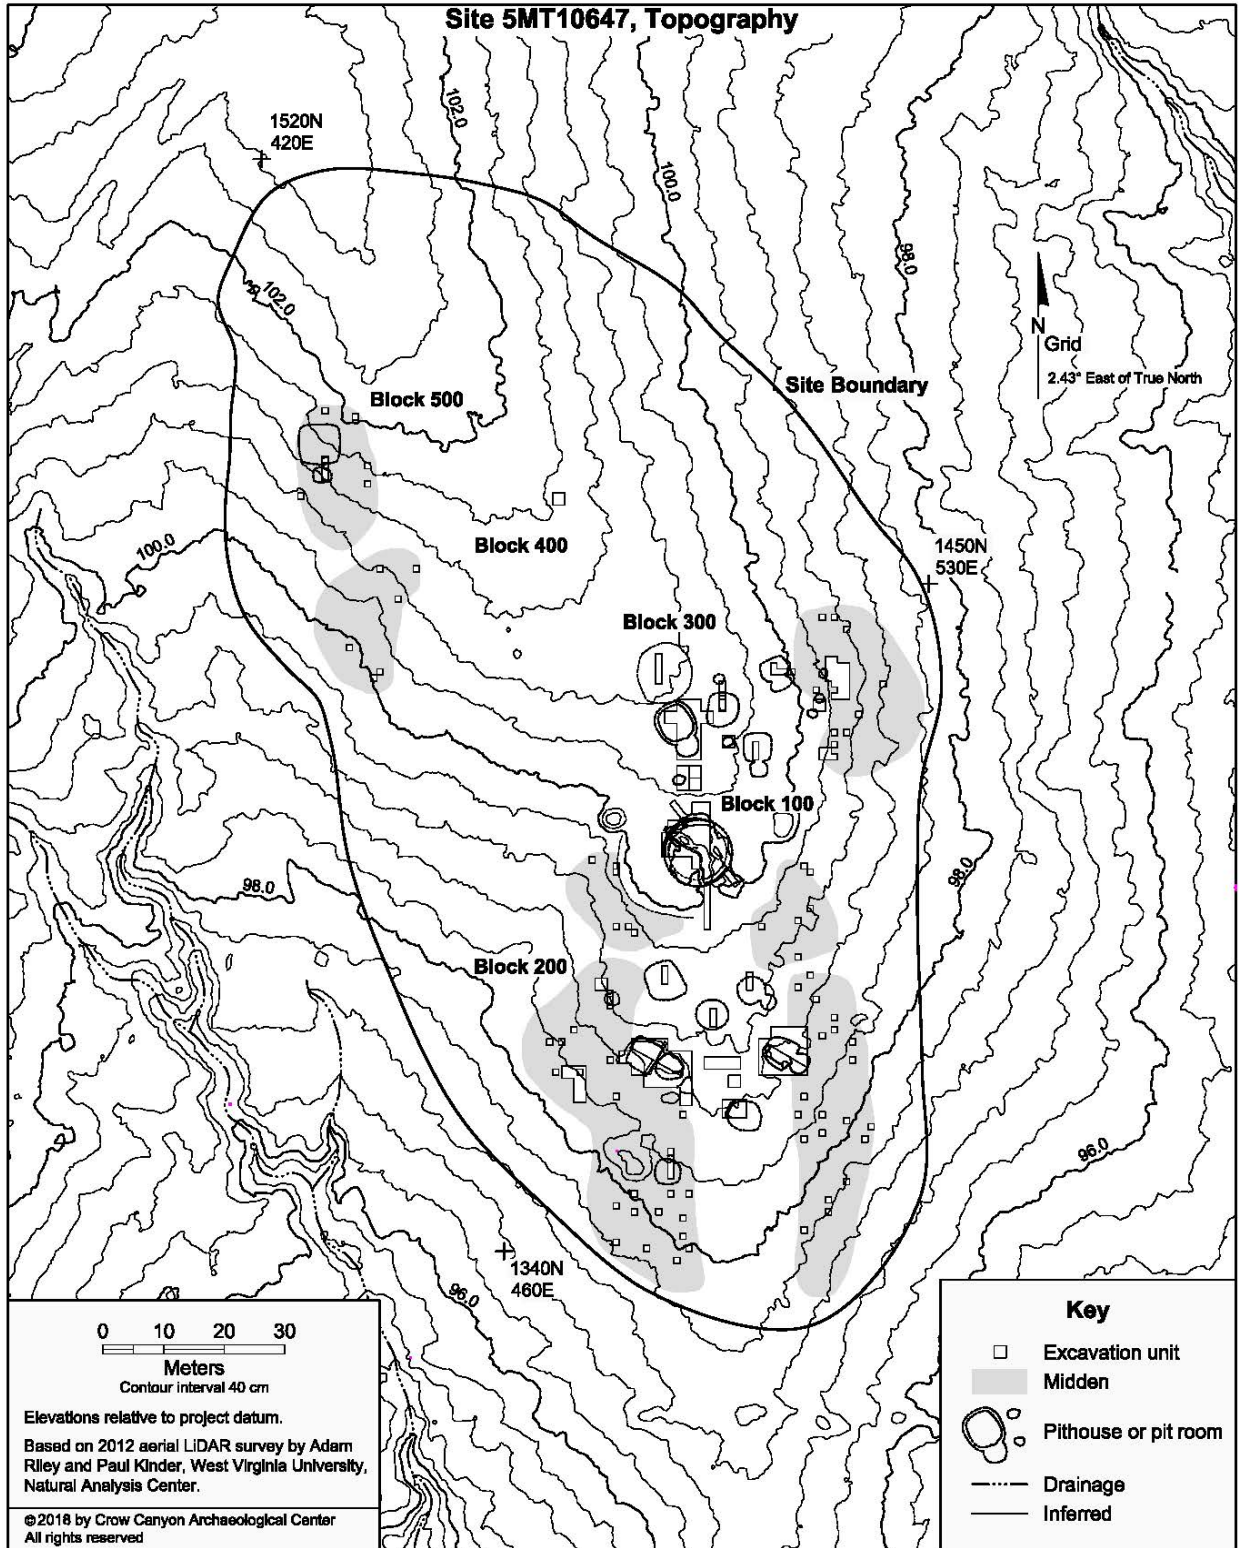 Site 5MT10647, Topography
1520N
420E
102.0
100.0
98.0
102.0
N
Grid
2.43° East of True North
Site Boundary
Block 500
100.0
Block 400
1450N
530E
Block 300
Block 100
98.0
98.0
Block 200
96.0
1340N
460E
96.0
0 10 20 30
Meters
Contour interval 40 cm
Elevations relative to project datum.
Based on 2012 aerial LiDAR survey by Adam
Riley and Paul Kinder, West Virginia University,
Natural Analysis Center.
©2018 by Crow Canyon Archaeological Center
All rights reserved
Key
Excavation unit
Midden
Pithouse or pit room
Drainage
Inferred